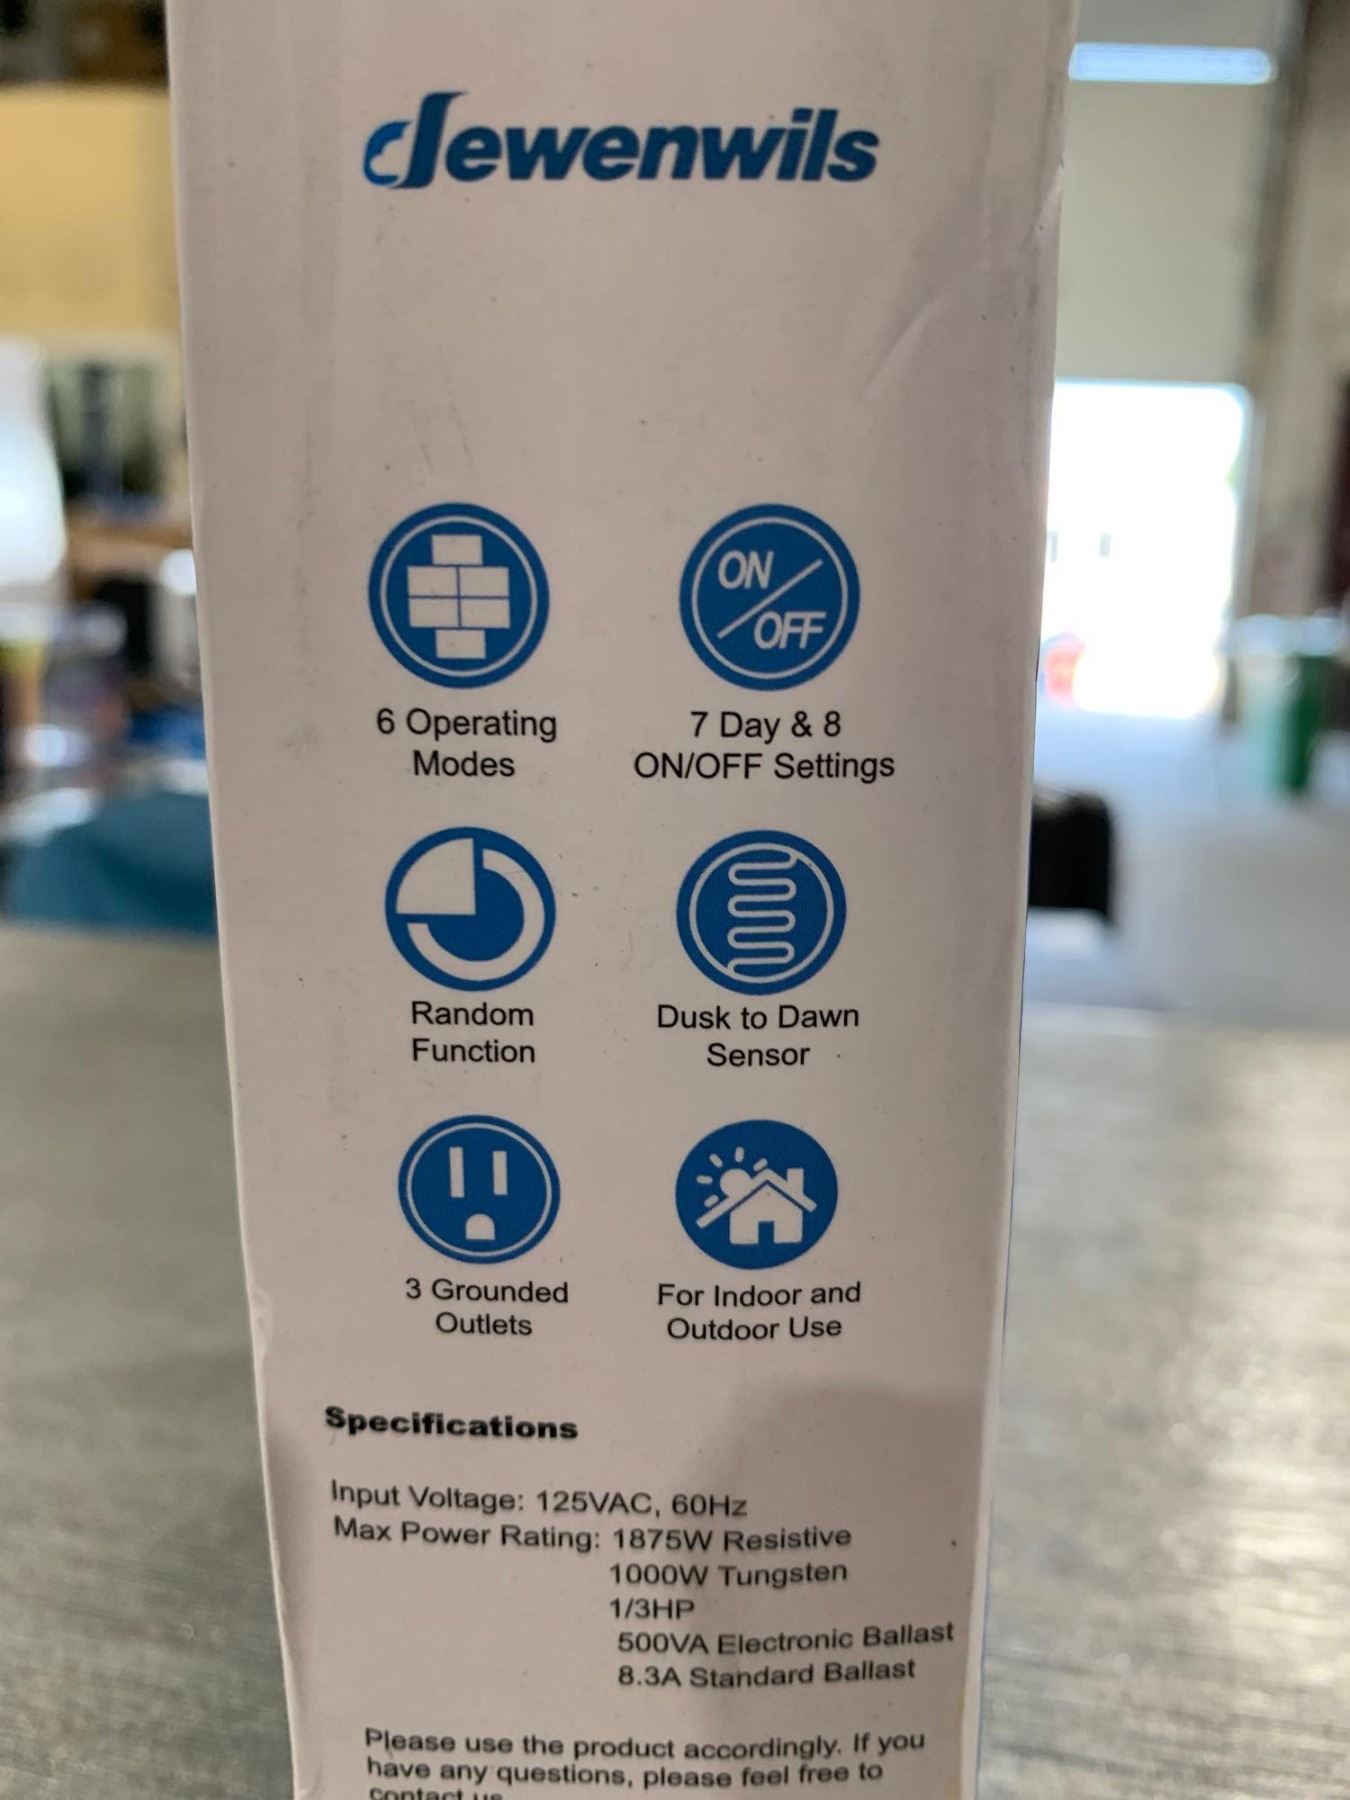 dewenwils
ON
OFF
6 Operating
Modes
7 Day & 8
ON/OFF Settings
Random
Function
Dusk to Dawn
Sensor
3 Grounded
Outlets
For Indoor and
Outdoor Use
Specifications
Input Voltage: 125VAC, 60Hz
Max Power Rating: 1875W Resistive
1000W Tungsten
1/3HP
500VA Electronic Ballast
8.3A Standard Ballast
Please use the product accordingly. If you
have any questions, please feel free to
contact us